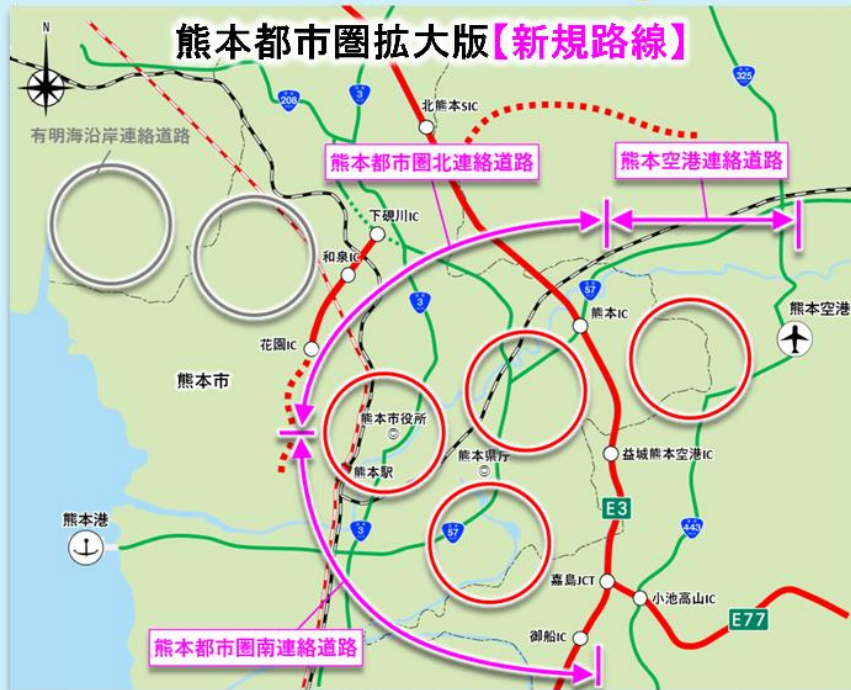 熊本都市圏拡大版【新規路線】
N
325
208
3
北熊本SIC
有明海沿岸連絡道路
熊本都市圏北連絡道路
熊本空港連絡道路
下硯川IC
和泉IC
3
57
熊本空港
熊本IC
花園IC
熊本市
熊本市役所
熊本県庁
益城熊本空港IC
熊本駅
熊本港
E3
3
57
443
嘉島JCT
小池高山IC
E77
御船IC
熊本都市圏南連絡道路